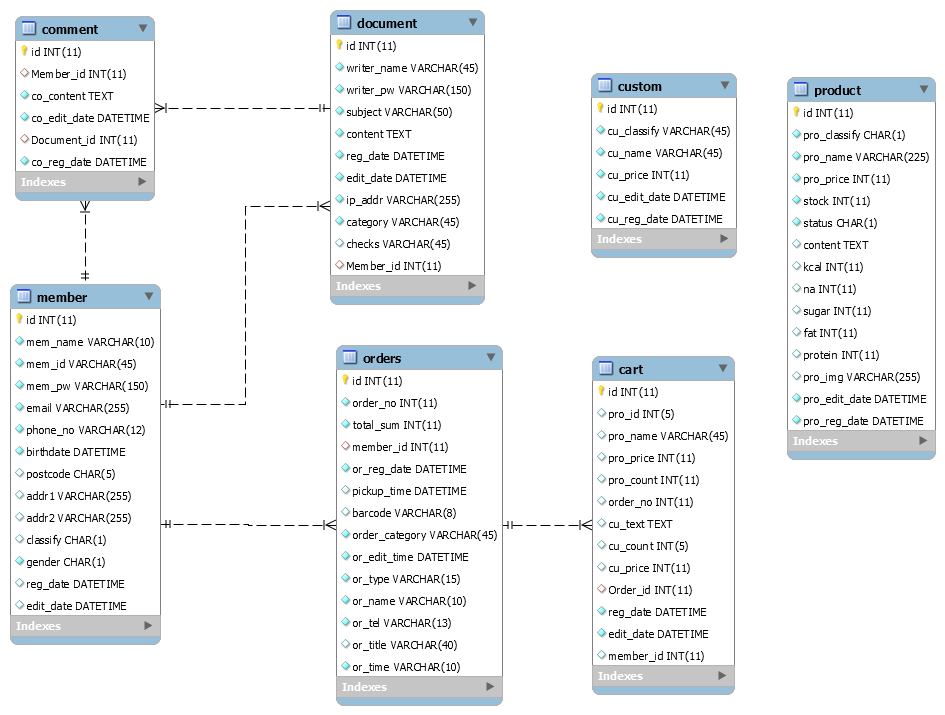 comment
id INT(11)
Member_id INT(11)
co_content TEXT
co_edit_date DATETIME
Document_id INT(11)
co_reg_date DATETIME
Indexes
document
id INT(11)
writer_name VARCHAR(45)
writer_pw VARCHAR(150)
subject VARCHAR(50)
content TEXT
reg_date DATETIME
edit_date DATETIME
ip_addr VARCHAR(255)
category VARCHAR(45)
checks VARCHAR(45)
Member_id INT(11)
Indexes
custom
id INT(11)
cu_classify VARCHAR(45)
cu_name VARCHAR(45)
cu_price INT(11)
cu_edit_date DATETIME
cu_reg_date DATETIME
Indexes
product
id INT(11)
pro_classify CHAR(1)
pro_name VARCHAR(225)
pro_price INT(11)
stock INT(11)
status CHAR(1)
content TEXT
kcal INT(11)
na INT(11)
sugar INT(11)
fat INT(11)
protein INT(11)
pro_img VARCHAR(255)
pro_edit_date DATETIME
pro_reg_date DATETIME
Indexes
member
id INT(11)
mem_name VARCHAR(10)
mem_id VARCHAR(45)
mem_pw VARCHAR(150)
email VARCHAR(255)
phone_no VARCHAR(12)
birthdate DATETIME
postcode CHAR(5)
addr1 VARCHAR(255)
addr2 VARCHAR(255)
classify CHAR(1)
gender CHAR(1)
reg_date DATETIME
edit_date DATETIME
Indexes
orders
id INT(11)
order_no INT(11)
total_sum INT(11)
member_id INT(11)
or_reg_date DATETIME
pickup_time DATETIME
barcode VARCHAR(8)
order_category VARCHAR(45)
or_edit_time DATETIME
or_type VARCHAR(15)
or_name VARCHAR(10)
or_tel VARCHAR(13)
or_title VARCHAR(40)
or_time VARCHAR(10)
Indexes
cart
id INT(11)
pro_id INT(5)
pro_name VARCHAR(45)
pro_price INT(11)
pro_count INT(11)
order_no INT(11)
cu_text TEXT
cu_count INT(5)
cu_price INT(11)
Order_id INT(11)
reg_date DATETIME
edit_date DATETIME
member_id INT(11)
Indexes